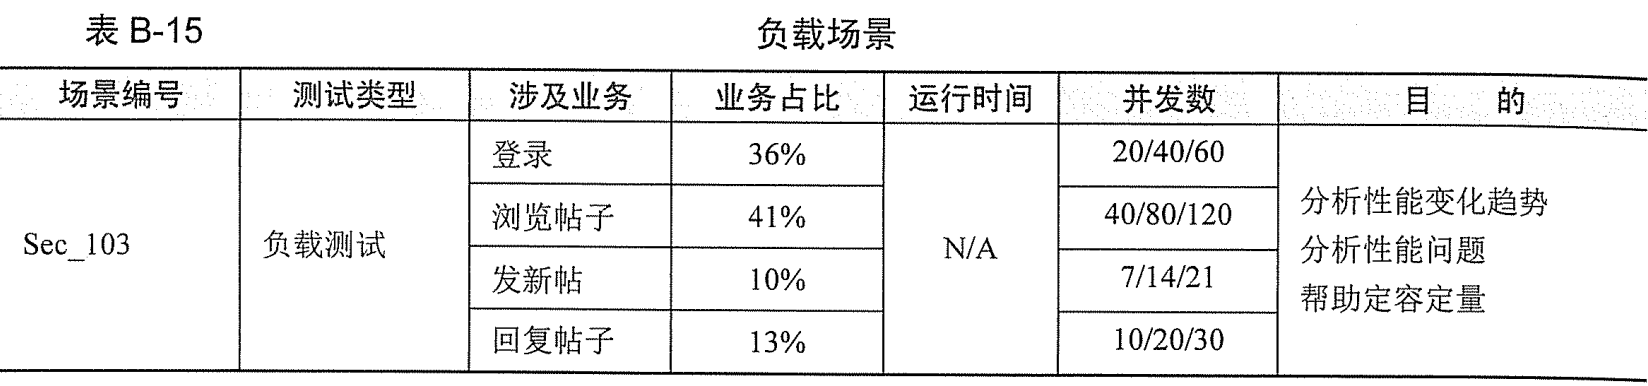 表 B-15 负载场景
场景编号 测试类型 涉及业务 业务占比 运行时间 并发数 目 的
Sec_103 负载测试 登录 36% N/A 20/40/60 分析性能变化趋势
浏览帖子 41% 40/80/120 分析性能问题
发新帖 10% 7/14/21 帮助定容定量
回复帖子 13% 10/20/30